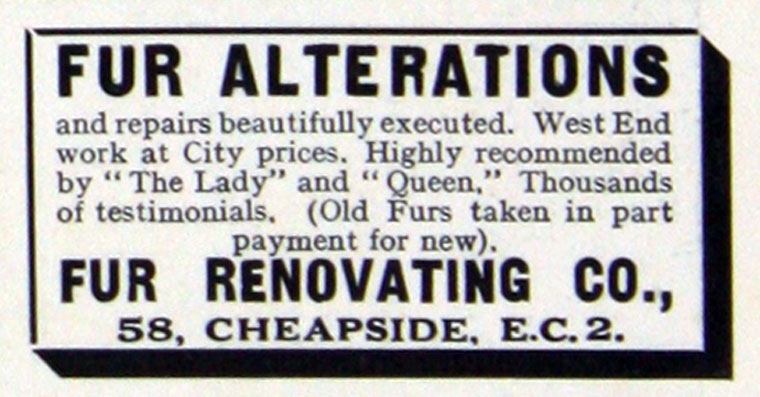 FUR ALTERATIONS
and repairs beautifully executed. West End
work at City prices. Highly recommended
by “The Lady” and “Queen.” Thousands
of testimonials. (Old Furs taken in part
payment for new).
FUR RENOVATING CO.,
58, CHEAPSIDE, E.C. 2.